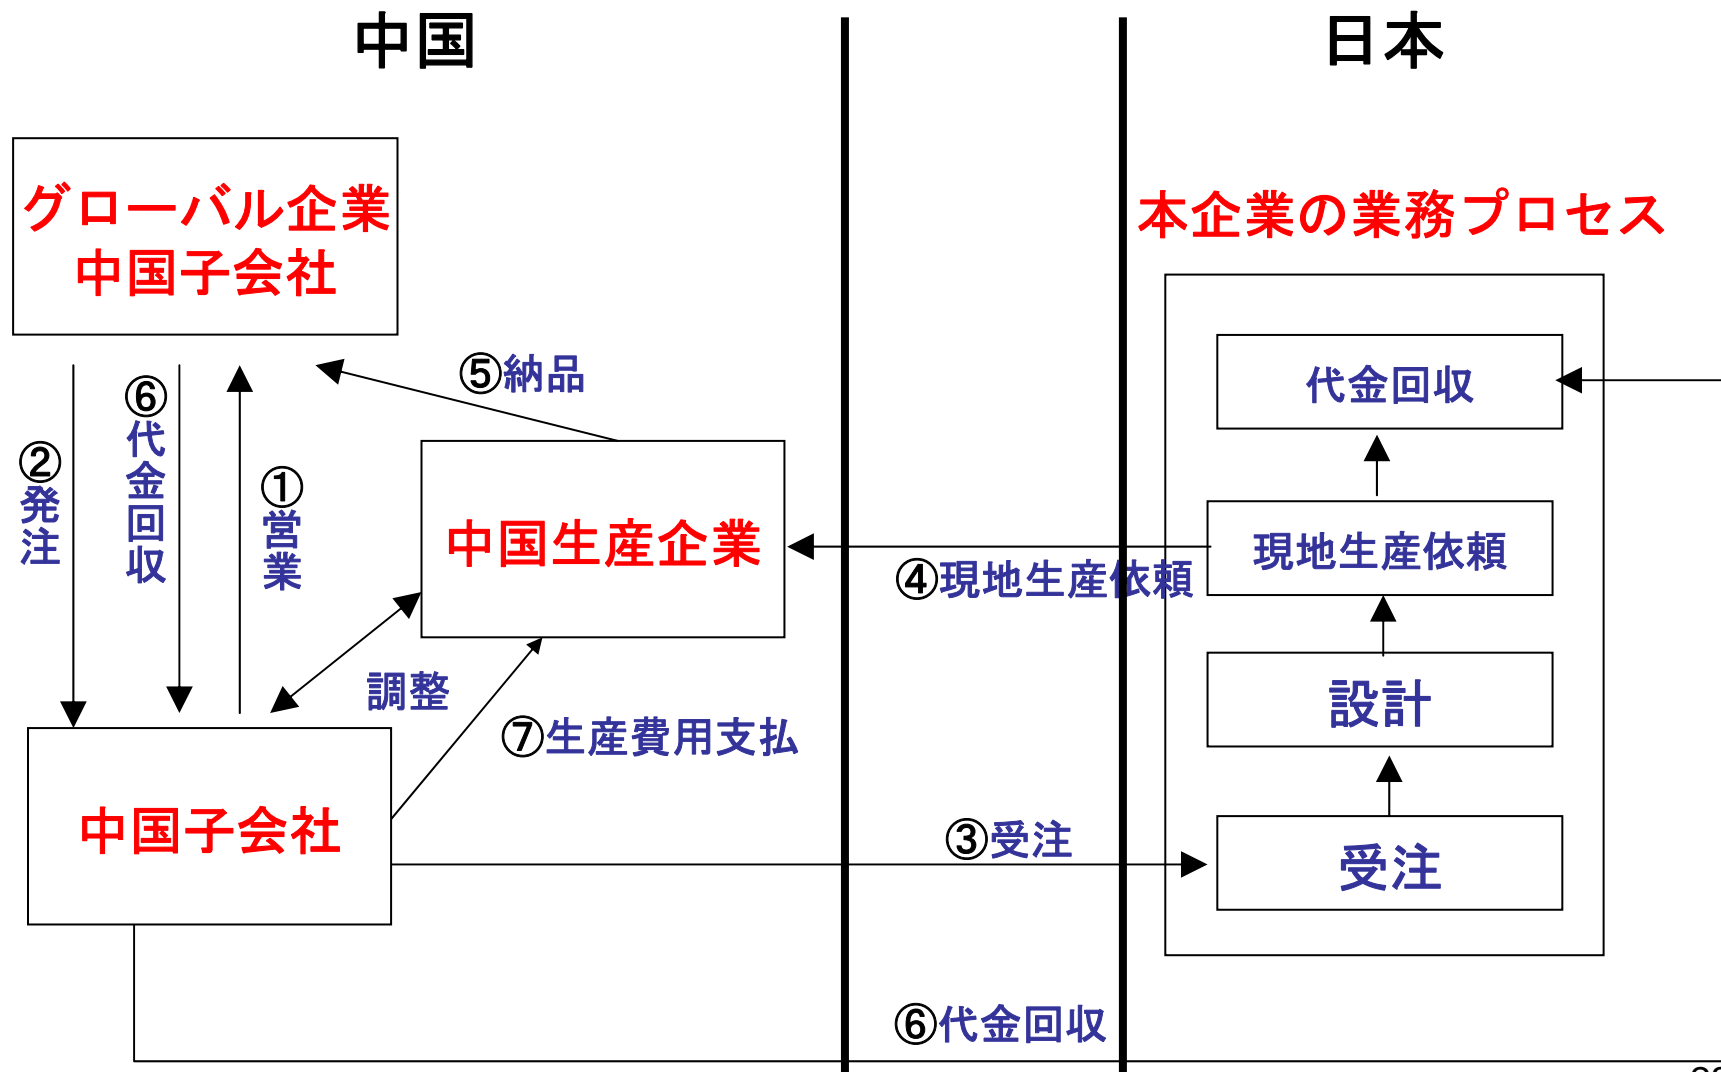 中国
日本
グローバル企業
中国子会社
本企業の業務プロセス
代金回収
⑤納品
⑥代金回収
②発注
①営業
中国生産企業
現地生産依頼
④現地生産依頼
調整
設計
⑦生産費用支払
中国子会社
③受注
受注
⑥代金回収